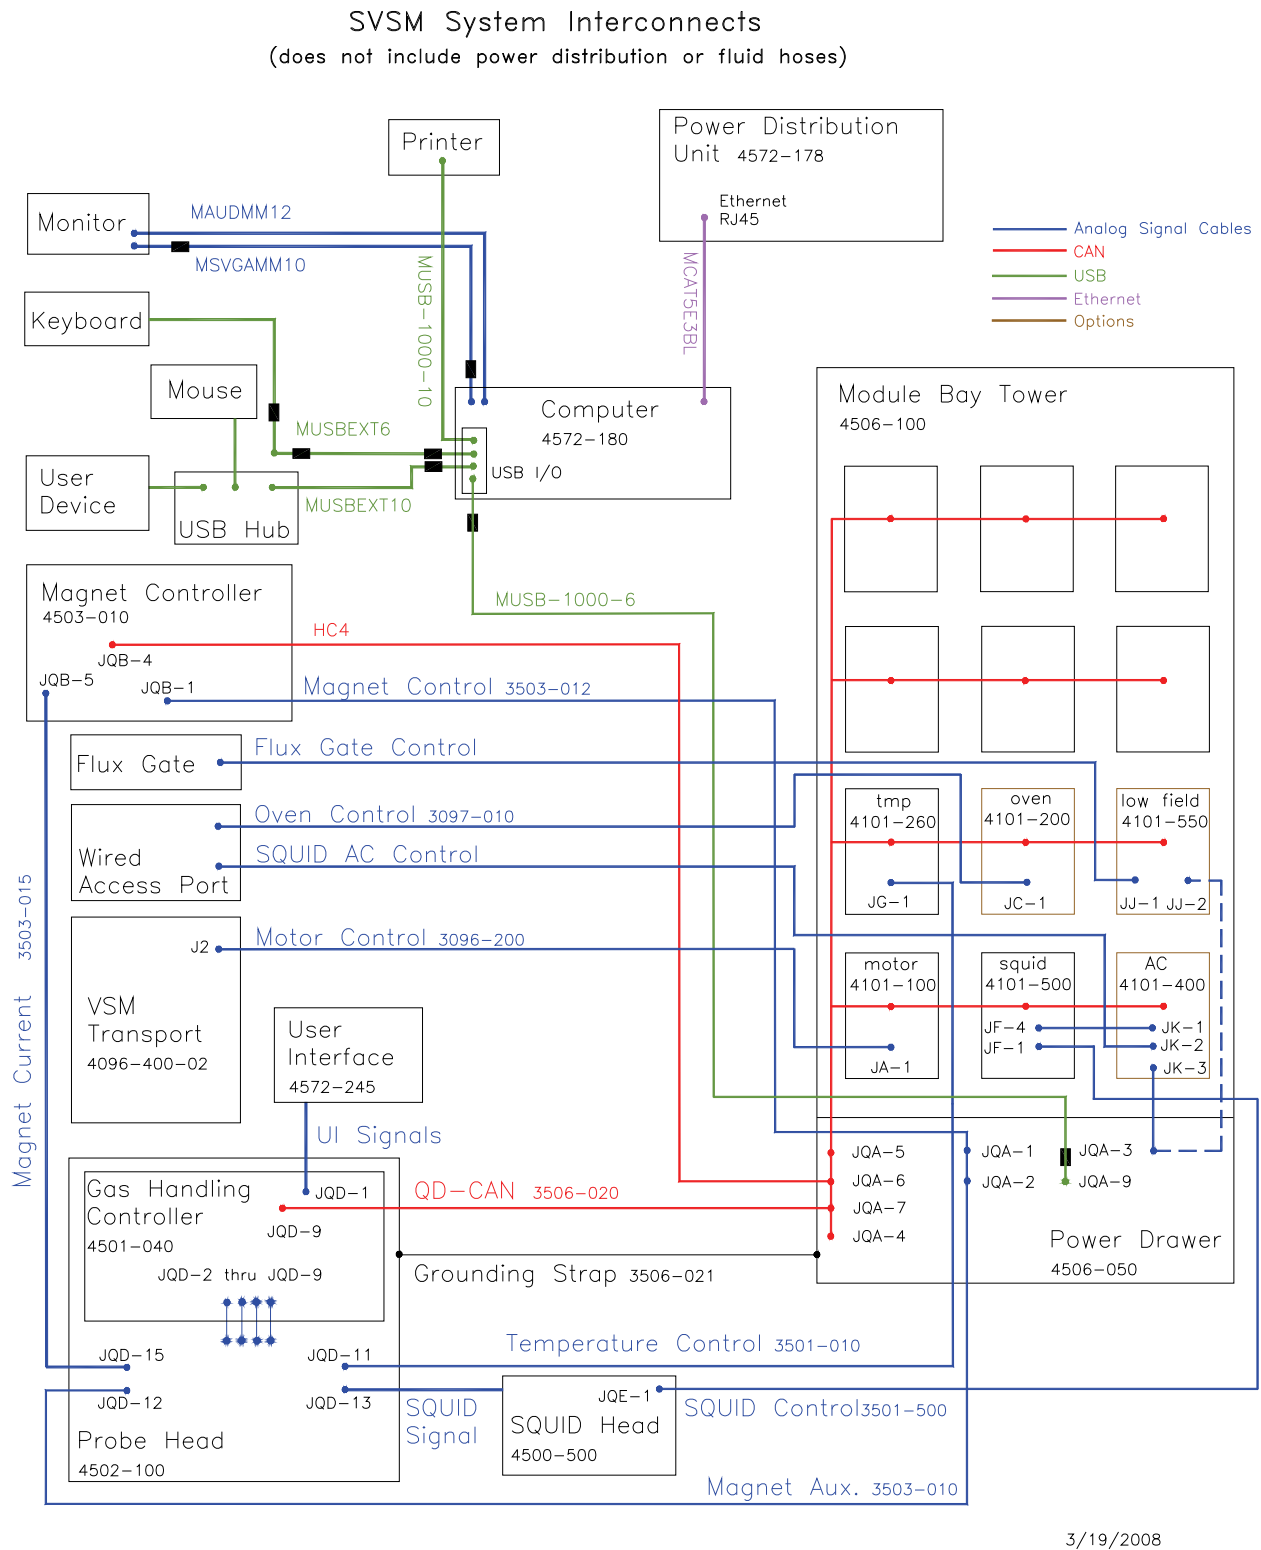 SVSM System Interconnects
(does not include power distribution or fluid hoses)
Printer
Power Distribution
Unit 4572-178
Ethernet
RJ45
Monitor
MAUDMM12
MSVGAMM10
MUSB-1000-10
MCAT5E3BL
Analog Signal Cables
CAN
USB
Ethernet
Options
Keyboard
Mouse
MUSBEXT6
Computer
4572-180
USB I/O
User
Device
USB Hub
MUSBEXT10
Module Bay Tower
4506-100
Magnet Controller
4503-010
JQB-4
JQB-5
JQB-1
MUSB-1000-6
HC4
Magnet Control 3503-012
Flux Gate
Flux Gate Control
Oven Control 3097-010
Wired
Access Port
SQUID AC Control
tmp
4101-260
JG-1
oven
4101-200
JC-1
low field
4101-550
JJ-1 JJ-2
Magnet Current 3503-015
J2
Motor Control 3096-200
VSM
Transport
4096-400-02
motor
4101-100
JA-1
squid
4101-500
JF-4
JF-1
AC
4101-400
JK-1
JK-2
JK-3
User
Interface
4572-245
UI Signals
Gas Handling
Controller
4501-040
JQD-1
JQD-9
JQD-2 thru JQD-9
QD-CAN 3506-020
JQA-5
JQA-6
JQA-7
JQA-4
JQA-1
JQA-2
JQA-3
JQA-9
Power Drawer
4506-050
Grounding Strap 3506-021
JQD-15
JQD-12
JQD-11
JQD-13
Probe Head
4502-100
Temperature Control 3501-010
SQUID
Signal
JQE-1
SQUID Head
4500-500
SQUID Control3501-500
Magnet Aux. 3503-010
3/19/2008